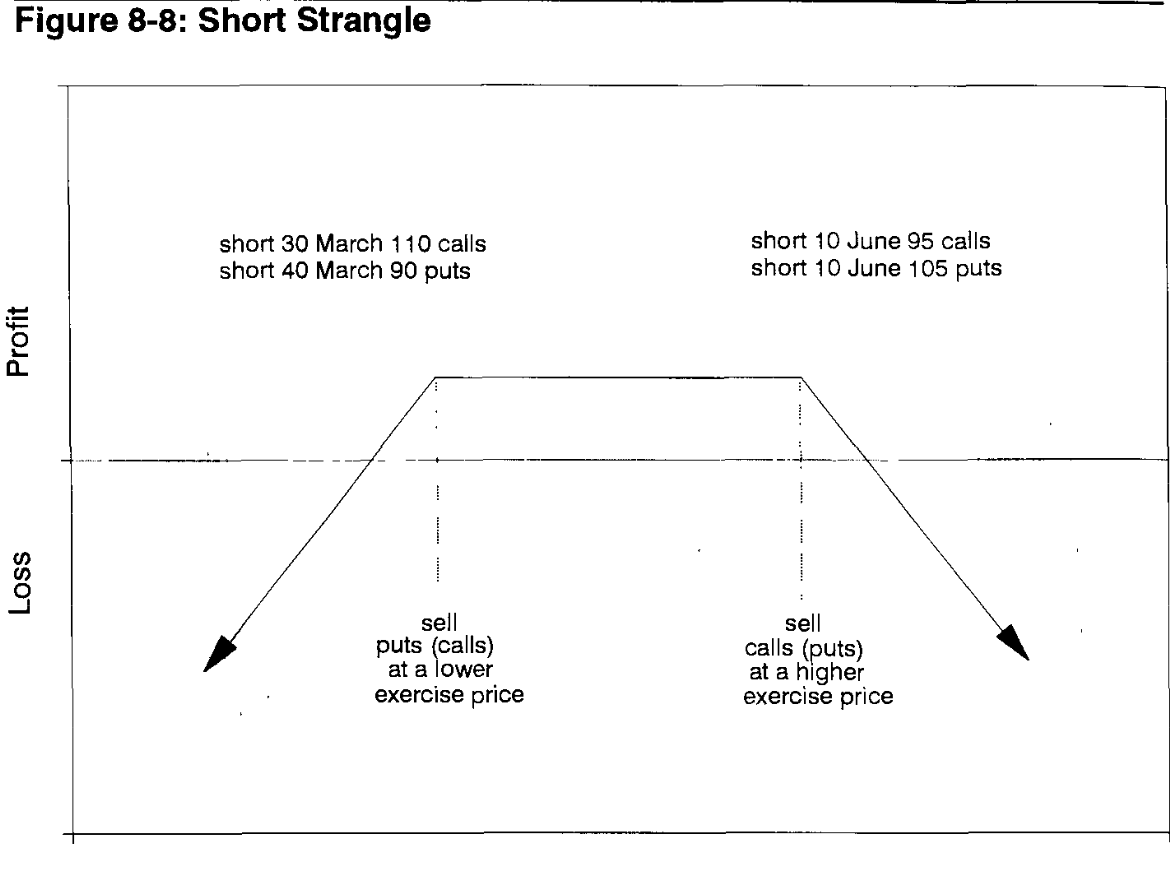 Figure 8-8: Short Strangle
short 30 March 110 calls
short 40 March 90 puts
short 10 June 95 calls
short 10 June 105 puts
Profit
Loss
sell
puts (calls)
at a lower
exercise price
sell
calls (puts)
at a higher
exercise price